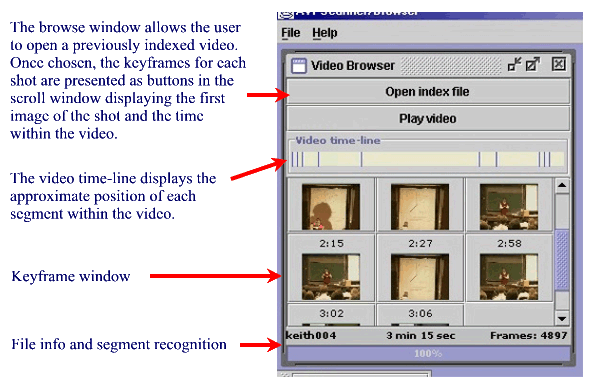 The browse window allows the user
to open a previously indexed video.
Once chosen, the keyframes for each
shot are presented as buttons in the
scroll window displaying the first
image of the shot and the time
within the video.
The video time-line displays the
approximate position of each
segment within the video.
Keyframe window
File info and segment recognition
AVI Scanner/Browser
File Help
Video Browser
Open index file
Play video
Video time-line
2:15 2:27 2:58
3:02 3:06
keith004 3 min 15 sec Frames: 4897
100%